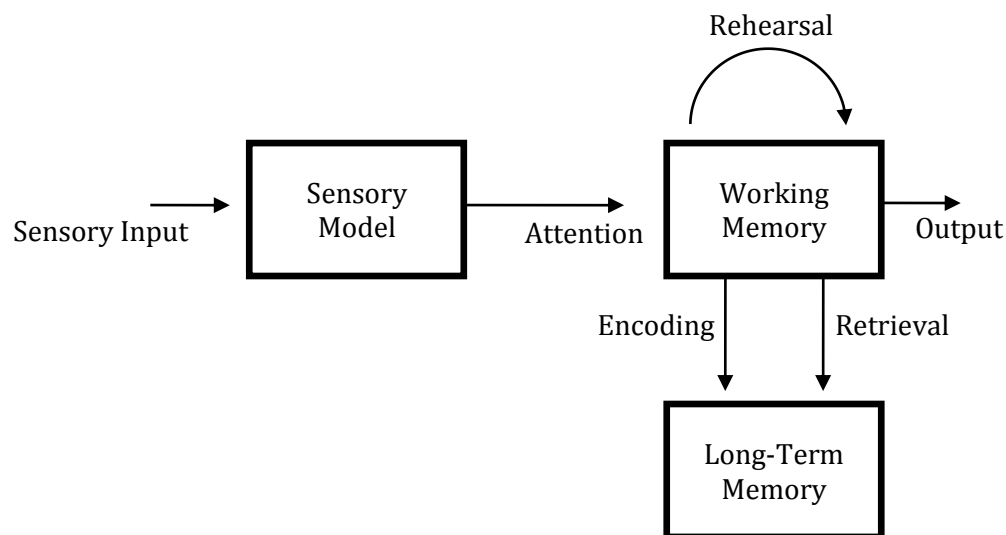 Rehearsal
Sensory
Model
Working
Memory
Sensory Input
Attention
Output
Encoding
Retrieval
Long-Term
Memory